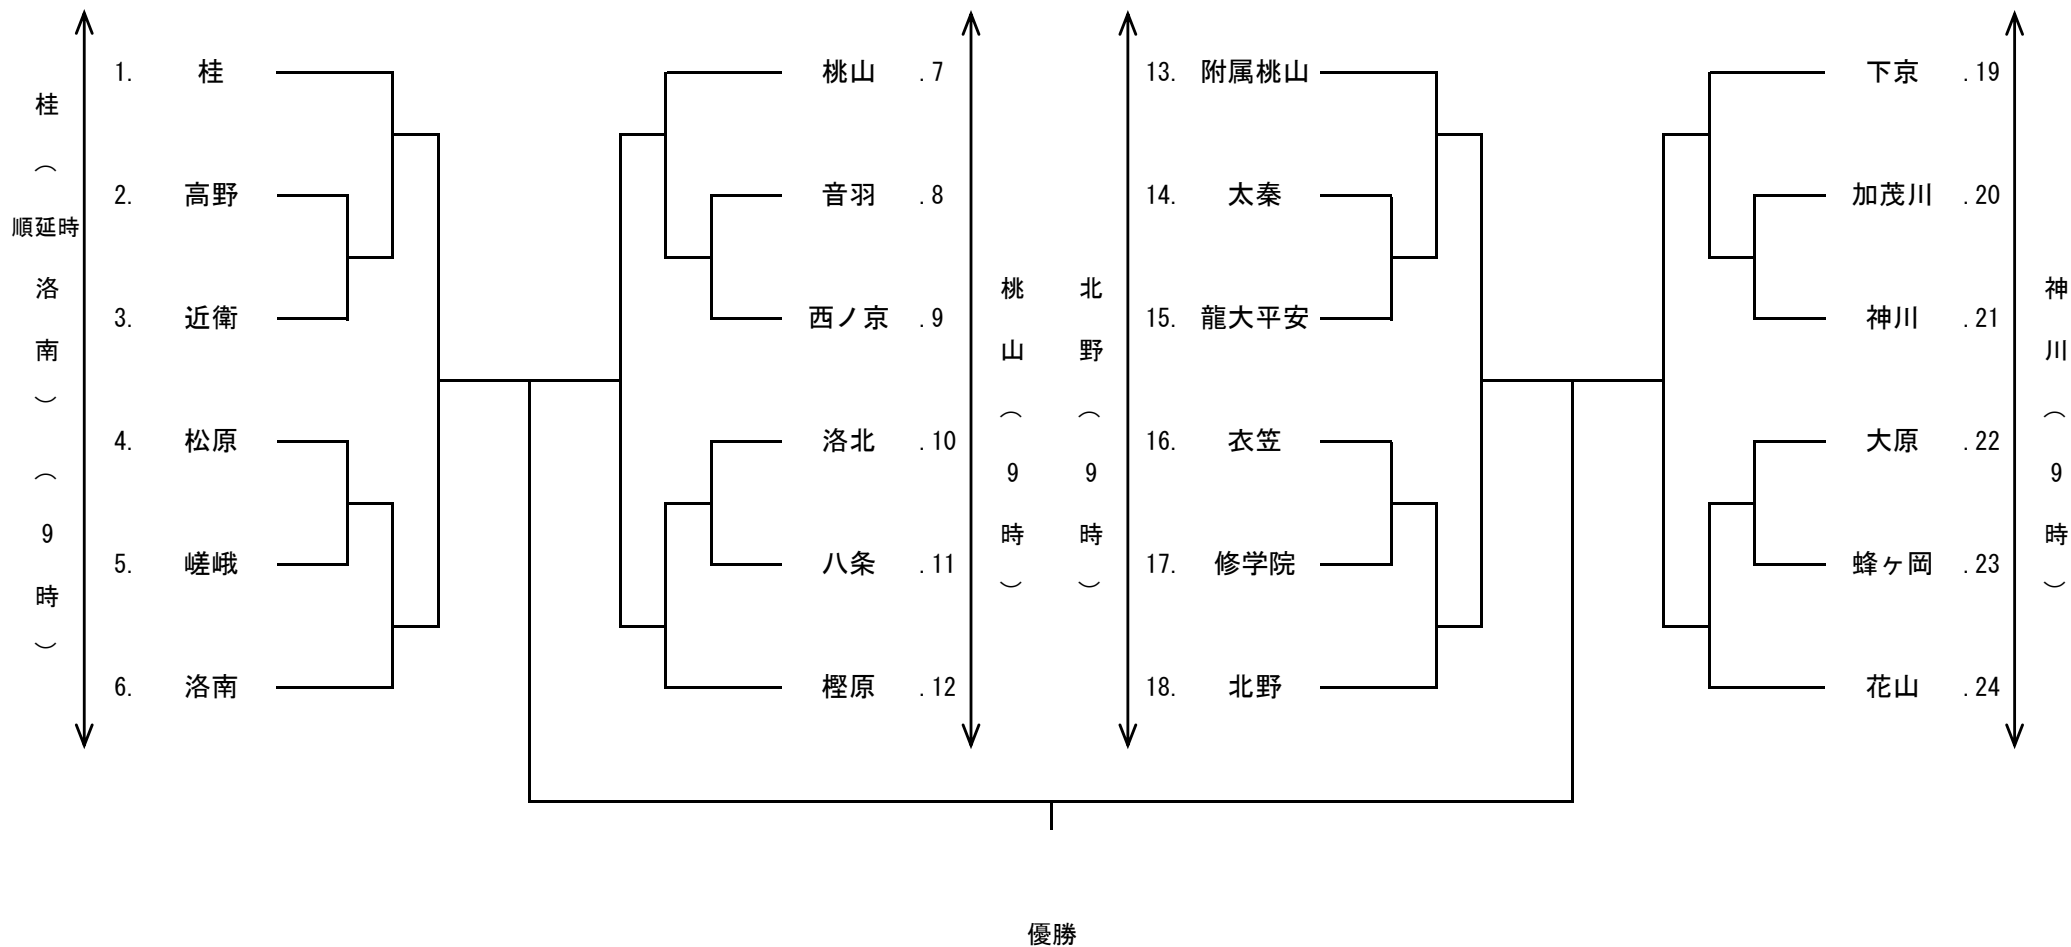 桂（順延時洛南）（9時）
1. 桂
2. 高野
3. 近衛
4. 松原
5. 嵯峨
6. 洛南
桃山 .7
音羽 .8
西ノ京 .9
洛北 .10
八条 .11
樫原 .12
桃山（9時）
北野（9時）
13. 附属桃山
14. 太秦
15. 龍大平安
16. 衣笠
17. 修学院
18. 北野
下京 .19
加茂川 .20
神川 .21
大原 .22
蜂ヶ岡 .23
花山 .24
神川（9時）
優勝